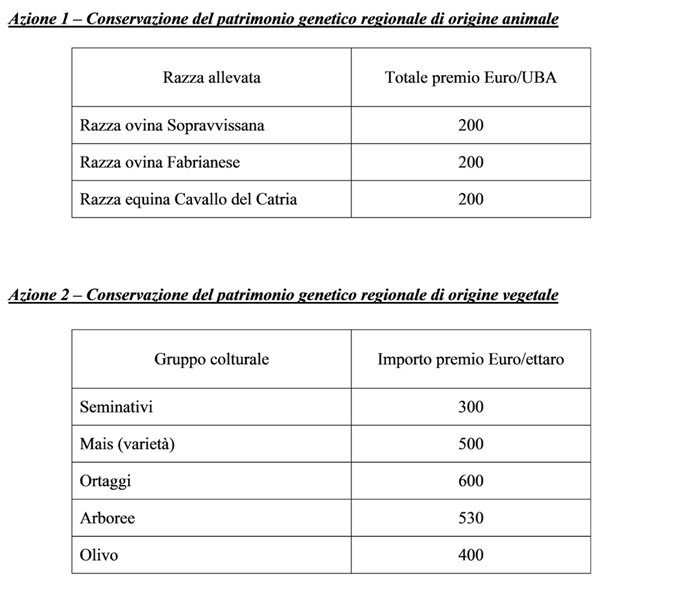 Azione 1 – Conservazione del patrimonio genetico regionale di origine animale
Razza allevata Totale premio Euro/UBA
Razza ovina Sopravvissana 200
Razza ovina Fabrianese 200
Razza equina Cavallo del Catria 200
Azione 2 – Conservazione del patrimonio genetico regionale di origine vegetale
Gruppo colturale Importo premio Euro/ettaro
Seminativi 300
Mais (varietà) 500
Ortaggi 600
Arboree 530
Olivo 400